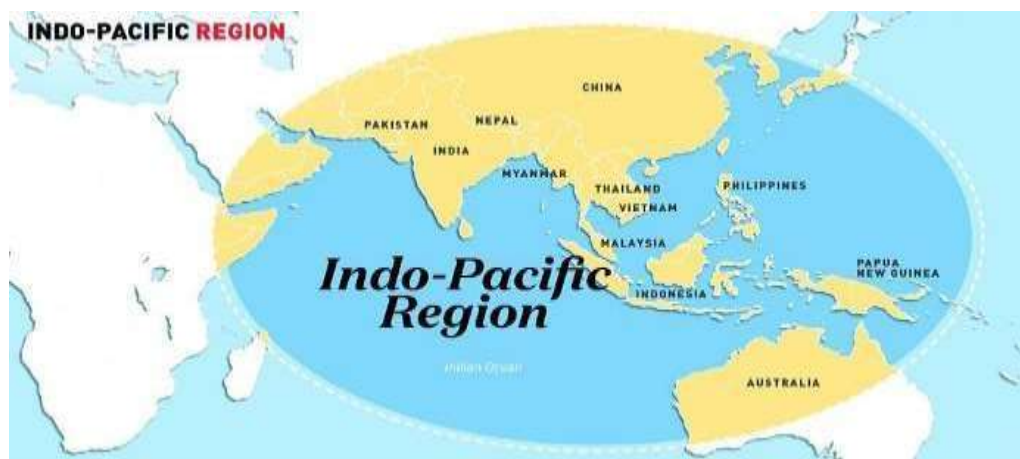 INDO-PACIFIC REGION
CHINA
PAKISTAN
NEPAL
INDIA
MYANMAR
THAILAND
PHILIPPINES
VIETNAM
MALAYSIA
PAPUA
NEW GUINEA
Indo-Pacific
Region
INDONESIA
Indian Ocean
AUSTRALIA